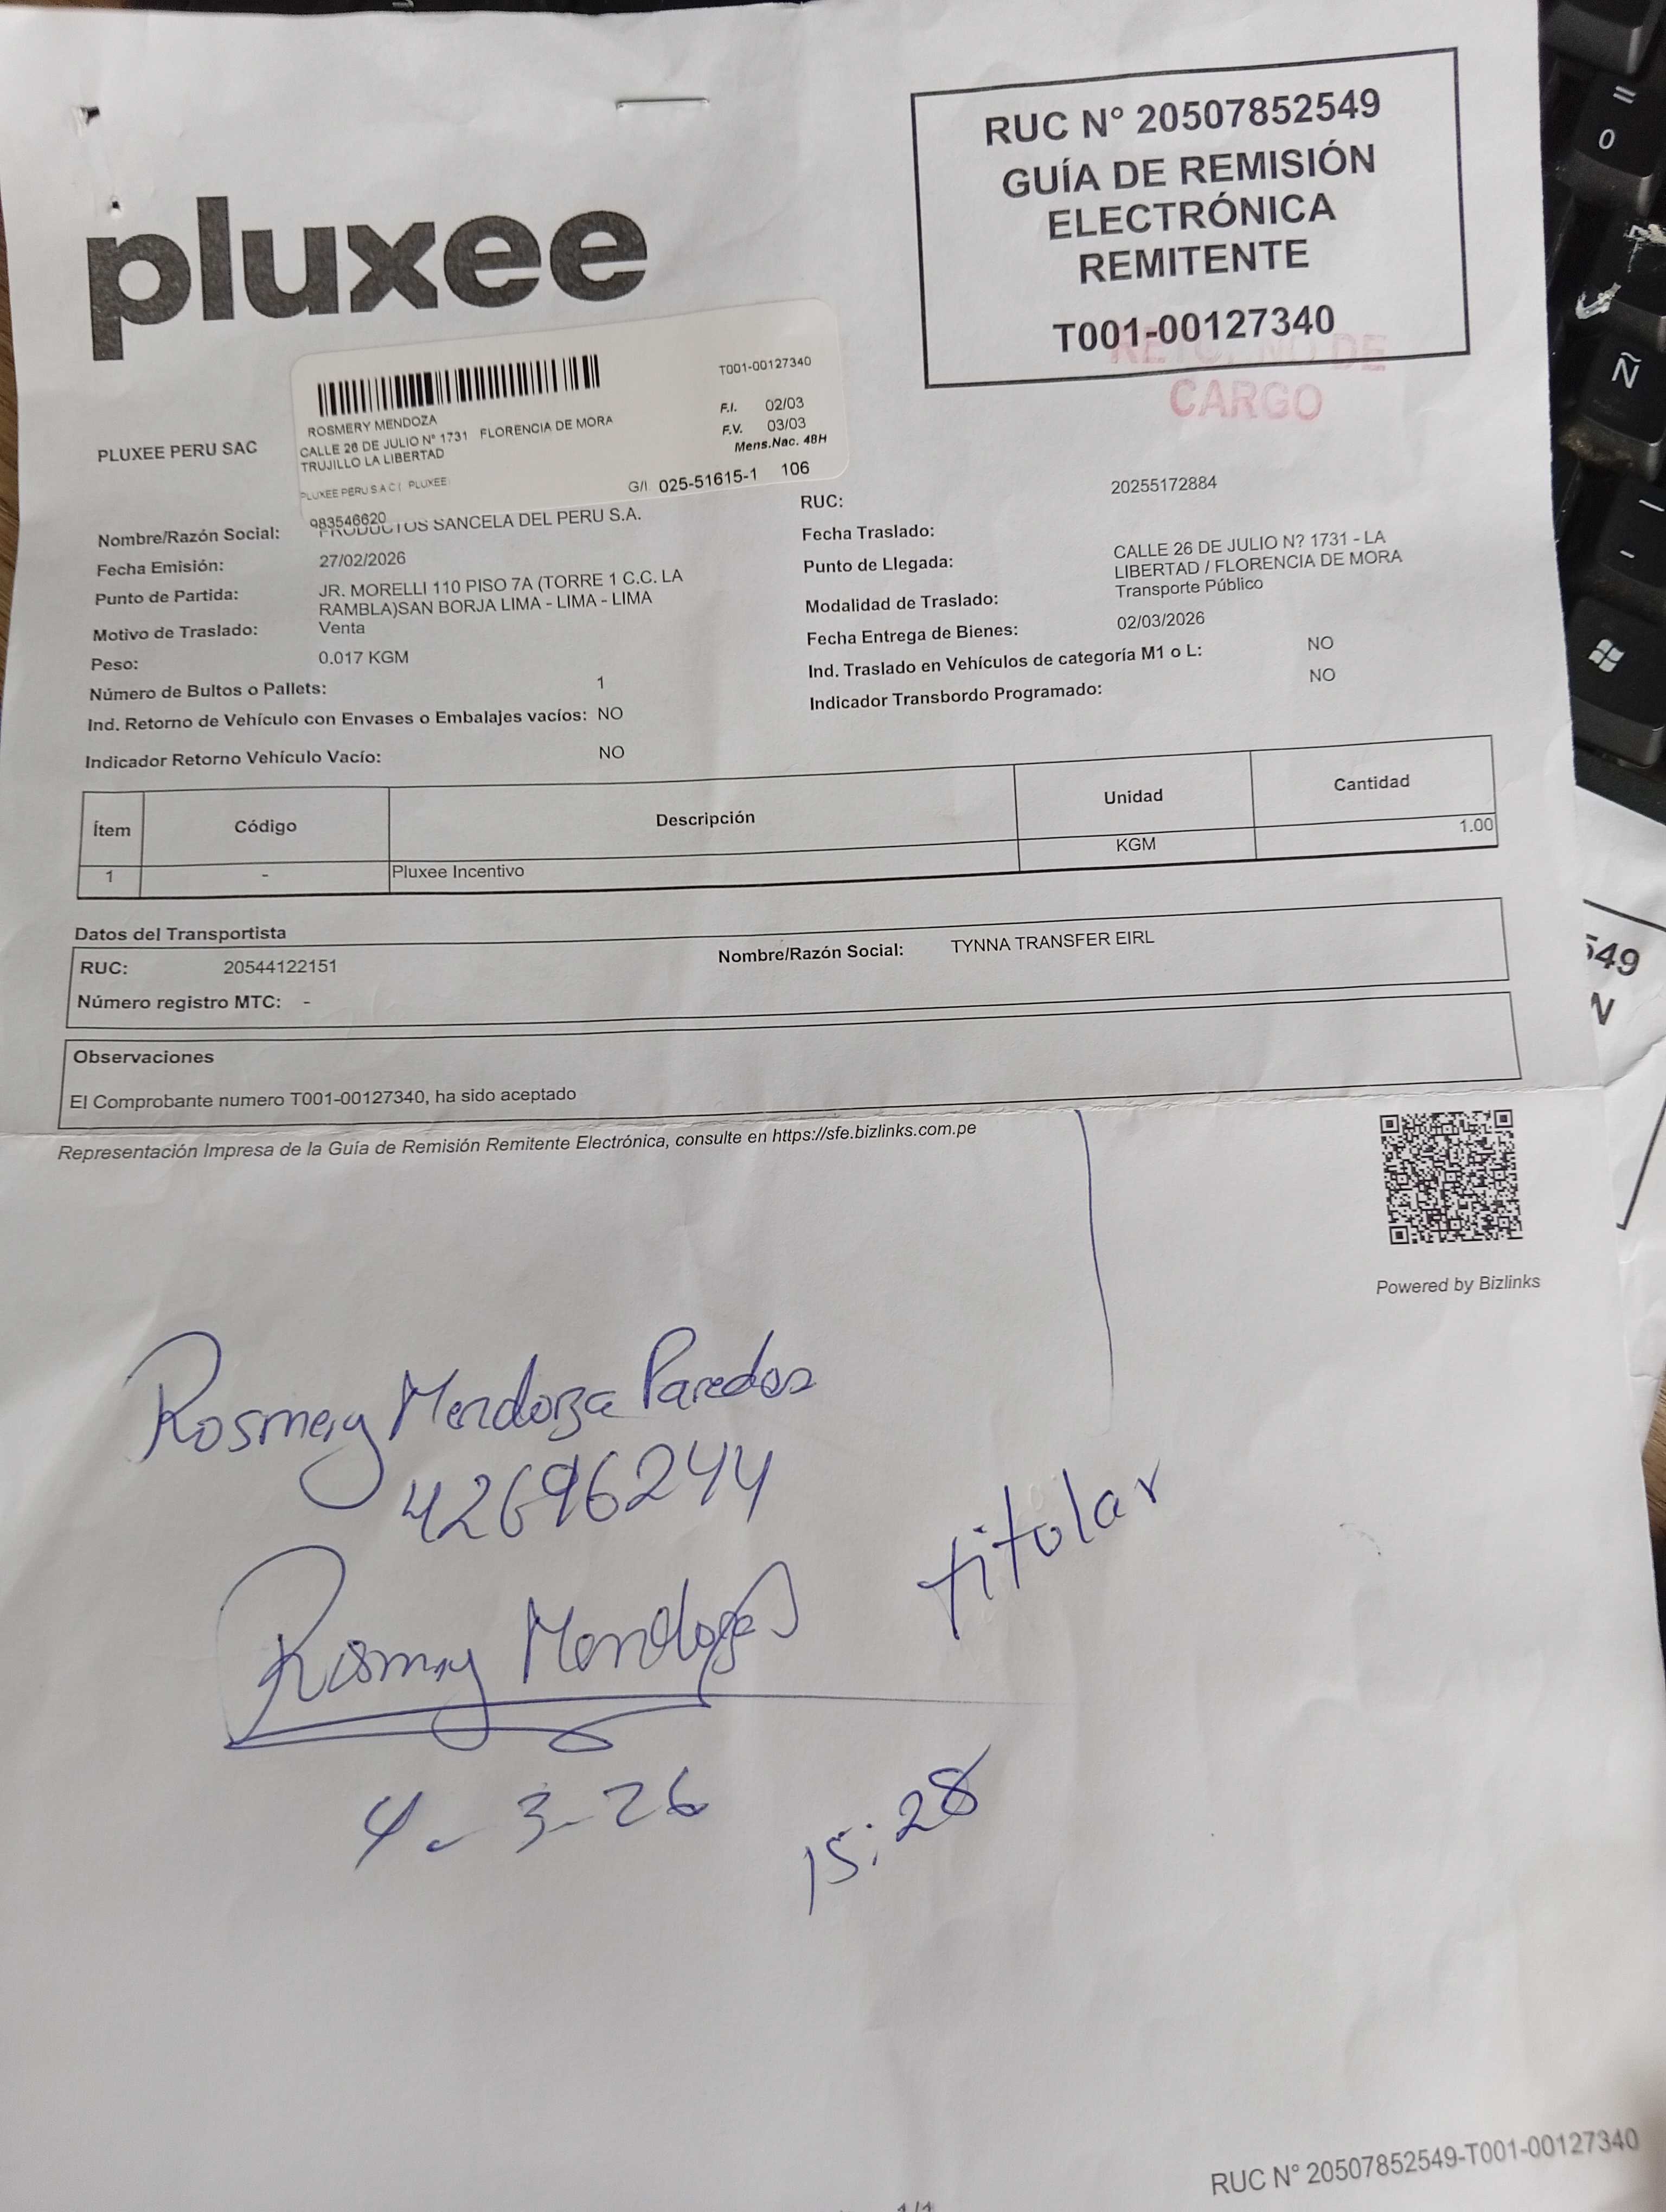 RUC N° 20507852549
GUÍA DE REMISIÓN
ELECTRÓNICA
REMITENTE
T001-00127340
RETORNO DE
CARGO
pluxee
T001-00127340
ROSMERY MENDOZA
CALLE 26 DE JULIO N° 1731 FLORENCIA DE MORA
TRUJILLO LA LIBERTAD
F.I. 02/03
F.V. 03/03
Mens.Nac. 48H
PLUXEE PERU S A C ( PLUXEE
G/I 025-51615-1 106
983546620
PLUXEE PERU SAC
Nombre/Razón Social: PRODUCTOS SANCELA DEL PERU S.A.
Fecha Emisión: 27/02/2026
Punto de Partida: JR. MORELLI 110 PISO 7A (TORRE 1 C.C. LA
RAMBLA)SAN BORJA LIMA - LIMA - LIMA
Motivo de Traslado: Venta
Peso: 0.017 KGM
Número de Bultos o Pallets: 1
Ind. Retorno de Vehículo con Envases o Embalajes vacíos: NO
Indicador Retorno Vehículo Vacío: NO
RUC: 20255172884
Fecha Traslado:
Punto de Llegada: CALLE 26 DE JULIO N? 1731 - LA
LIBERTAD / FLORENCIA DE MORA
Modalidad de Traslado: Transporte Público
Fecha Entrega de Bienes: 02/03/2026
Ind. Traslado en Vehículos de categoría M1 o L: NO
Indicador Transbordo Programado: NO
Ítem Código Descripción Unidad Cantidad
1 - Pluxee Incentivo KGM 1.00
Datos del Transportista
RUC: 20544122151 Nombre/Razón Social: TYNNA TRANSFER EIRL
Número registro MTC: -
Observaciones
El Comprobante numero T001-00127340, ha sido aceptado
Representación Impresa de la Guía de Remisión Remitente Electrónica, consulte en https://sfe.bizlinks.com.pe
Powered by Bizlinks
Rosmery Mendoza Paredes
42696244
Rosmery Mendoza
titolar
4-3-26 15:28
RUC N° 20507852549-T001-00127340
1/1
549
N
=
0
Ñ